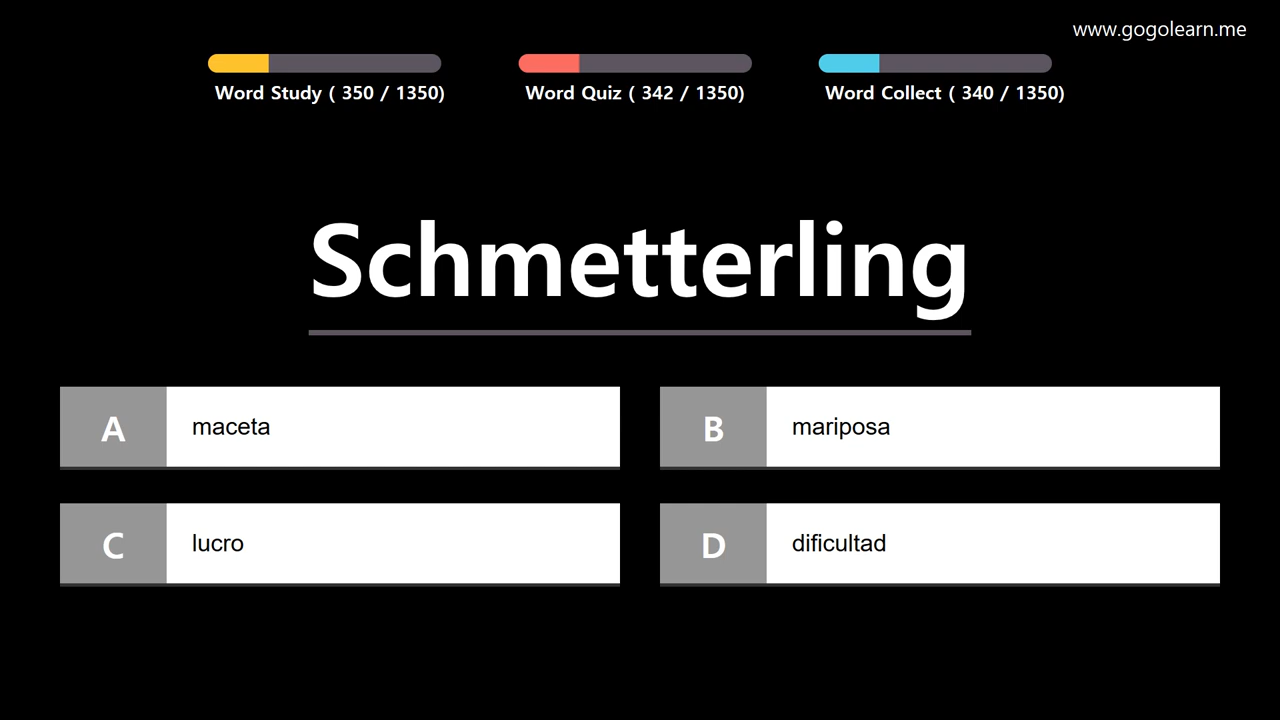 www.gogolearn.me
Word Study ( 350 / 1350)
Word Quiz ( 342 / 1350)
Word Collect ( 340 / 1350)
Schmetterling
A maceta
B mariposa
C lucro
D dificultad